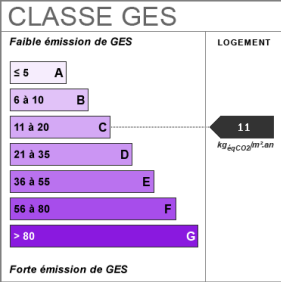 CLASSE GES
Faible émission de GES
LOGEMENT
≤ 5 A
6 à 10 B
11 à 20 C
11
21 à 35 D
kgéqCO2/m².an
36 à 55 E
56 à 80 F
> 80 G
Forte émission de GES